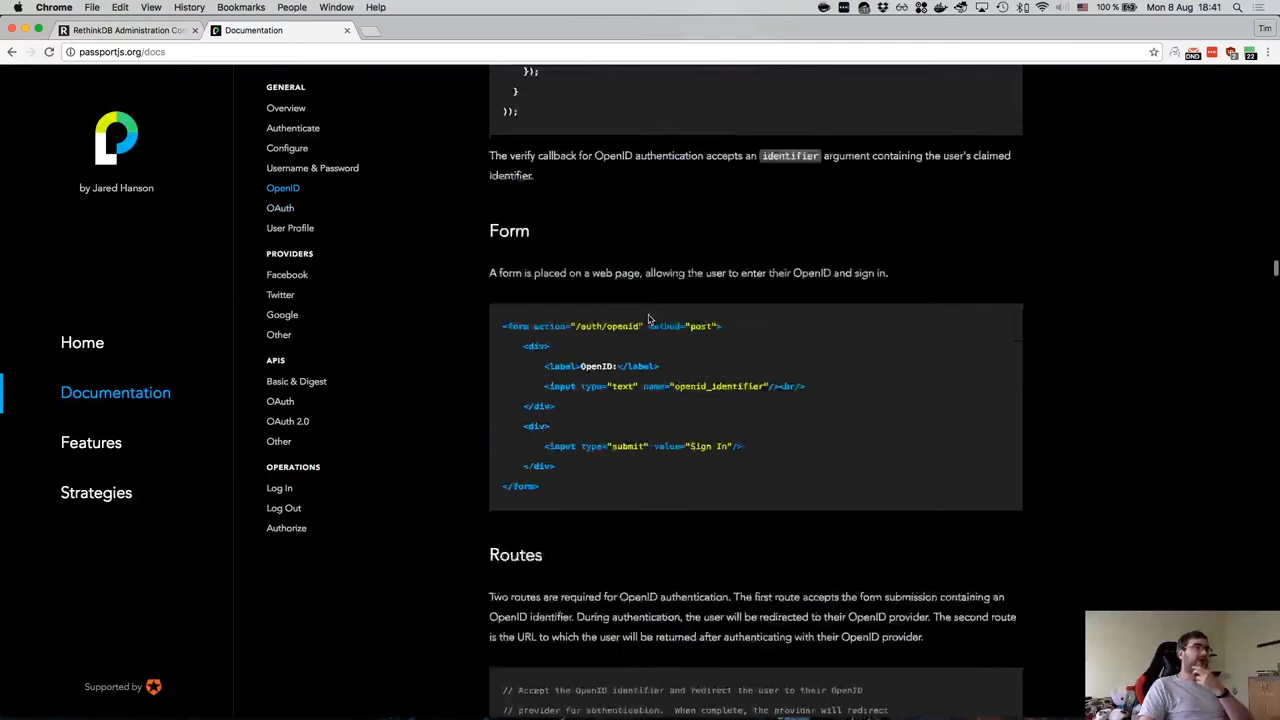 Chrome File Edit View History Bookmarks People Window Help 100 % Mon 8 Aug 18:41
RethinkDB Administration Con Documentation Tim
passportjs.org/docs DND 2 22
by Jared Hanson
Home
Documentation
Features
Strategies
Supported by
GENERAL
Overview
Authenticate
Configure
Username & Password
OpenID
OAuth
User Profile
PROVIDERS
Facebook
Twitter
Google
Other
APIS
Basic & Digest
OAuth
OAuth 2.0
Other
OPERATIONS
Log In
Log Out
Authorize
});
}
));
The verify callback for OpenID authentication accepts an identifier argument containing the user's claimed
identifier.
Form
A form is placed on a web page, allowing the user to enter their OpenID and sign in.
<form action="/auth/openid" method="post">
<div>
<label>OpenID:</label>
<input type="text" name="openid_identifier"/><br/>
</div>
<div>
<input type="submit" value="Sign In"/>
</div>
</form>
Routes
Two routes are required for OpenID authentication. The first route accepts the form submission containing an
OpenID identifier. During authentication, the user will be redirected to their OpenID provider. The second route
is the URL to which the user will be returned after authenticating with their OpenID provider.
// Accept the OpenID identifier and redirect the user to their OpenID
// provider for authentication. When complete, the provider will redirect